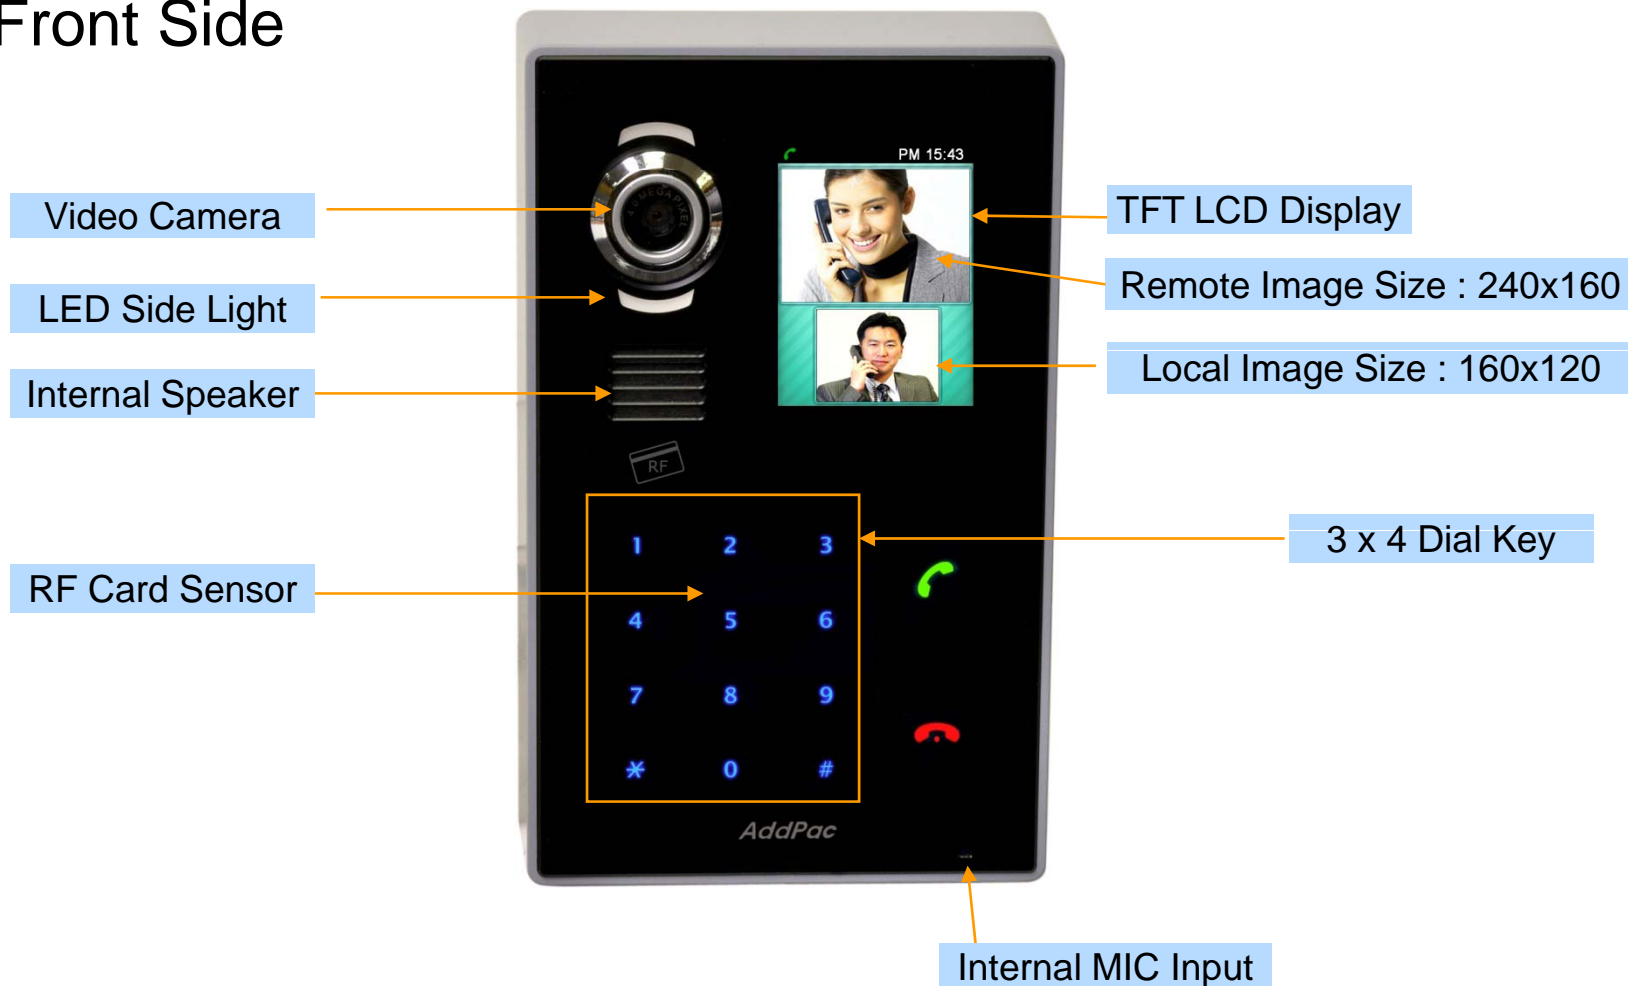 Front Side
PM 15:43
MEGAPIXEL
Video Camera
TFT LCD Display
Remote Image Size : 240x160
LED Side Light
Local Image Size : 160x120
Internal Speaker
RF
1 2 3
3 x 4 Dial Key
RF Card Sensor
4 5 6
7 8 9
* 0 #
AddPac
Internal MIC Input